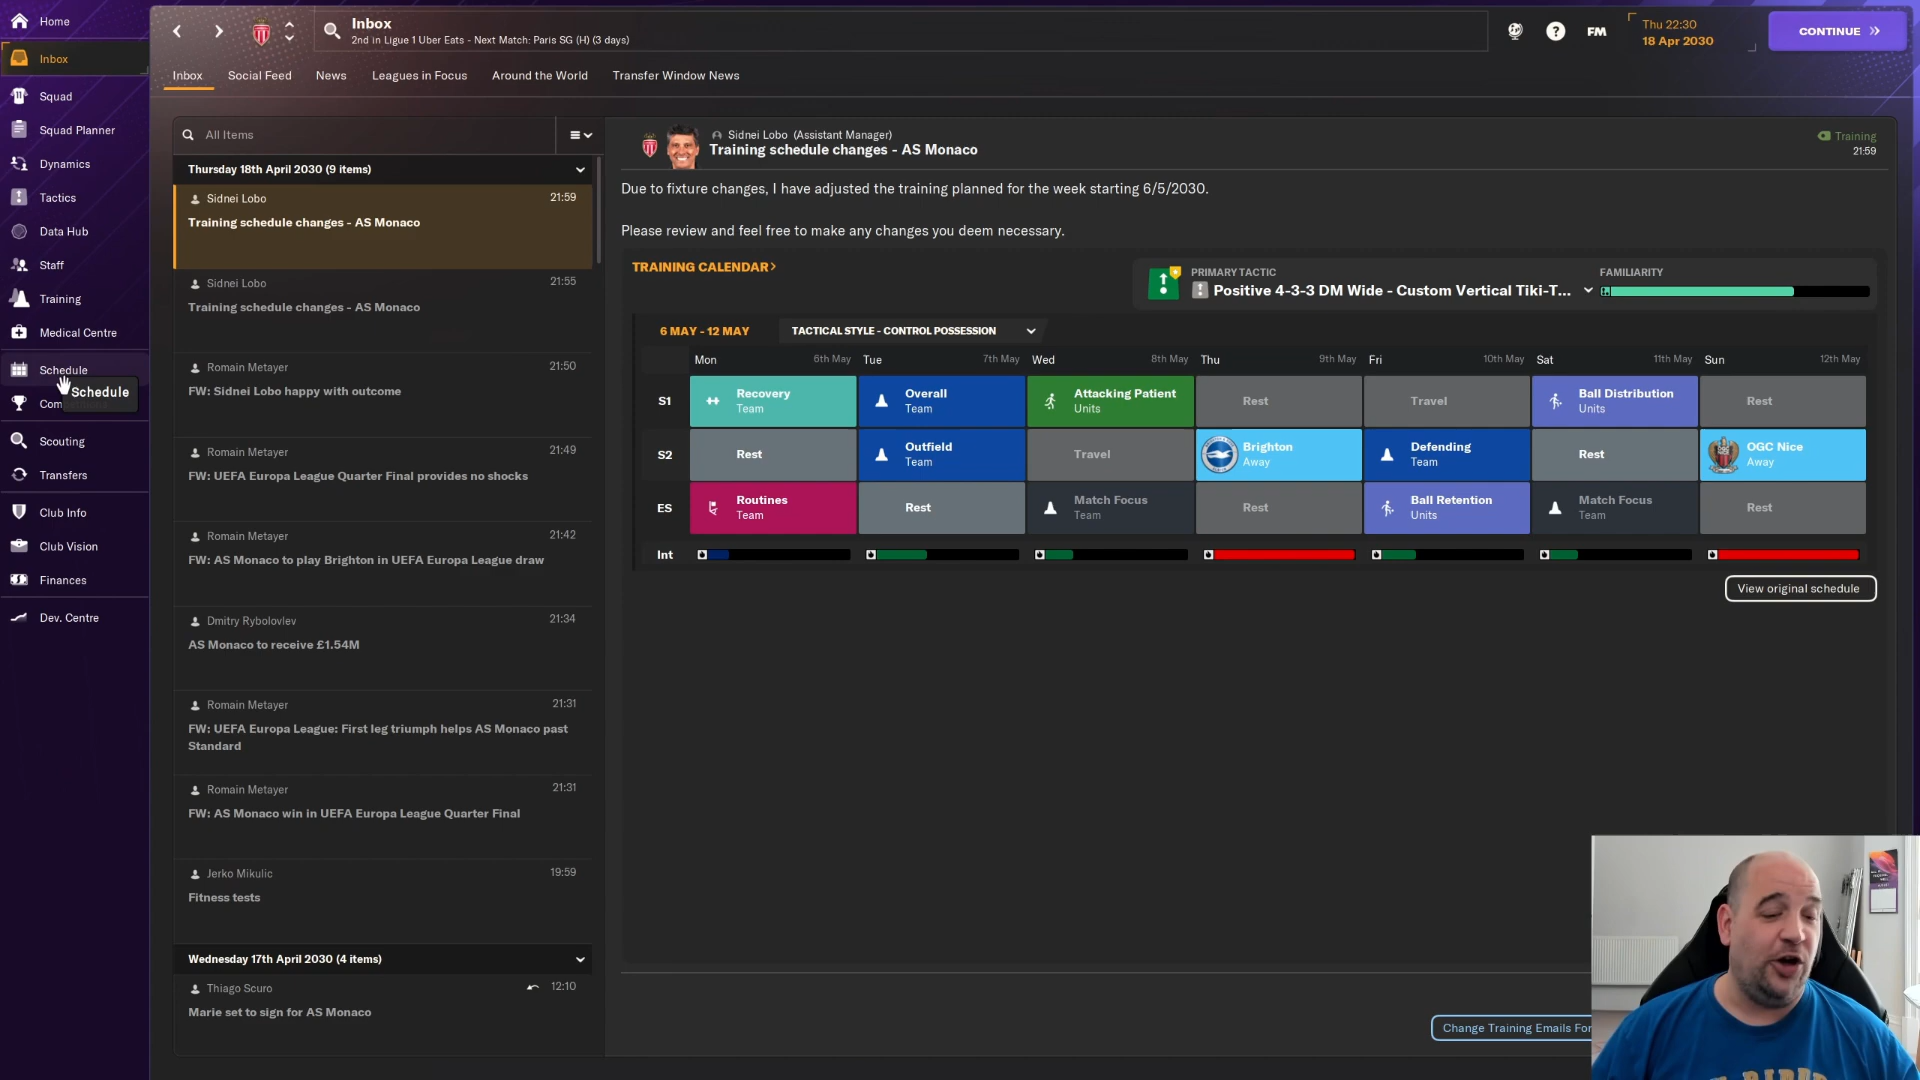 Home
Inbox
Squad
Squad Planner
Dynamics
Tactics
Data Hub
Staff
Training
Medical Centre
Schedule
Schedule
Scouting
Transfers
Club Info
Club Vision
Finances
Dev. Centre
Inbox
2nd in Ligue 1 Uber Eats - Next Match: Paris SG (H) (3 days)
FM
Thu 22:30
18 Apr 2030
CONTINUE
Inbox Social Feed News Leagues in Focus Around the World Transfer Window News
All Items
Thursday 18th April 2030 (9 items)
Sidnei Lobo 21:59
Training schedule changes - AS Monaco
Sidnei Lobo 21:55
Training schedule changes - AS Monaco
Romain Metayer 21:50
FW: Sidnei Lobo happy with outcome
Romain Metayer 21:49
FW: UEFA Europa League Quarter Final provides no shocks
Romain Metayer 21:42
FW: AS Monaco to play Brighton in UEFA Europa League draw
Dmitry Rybolovlev 21:34
AS Monaco to receive £1.54M
Romain Metayer 21:31
FW: UEFA Europa League: First leg triumph helps AS Monaco past
Standard
Romain Metayer 21:31
FW: AS Monaco win in UEFA Europa League Quarter Final
Jerko Mikulic 19:59
Fitness tests
Wednesday 17th April 2030 (4 items)
Thiago Scuro 12:10
Marie set to sign for AS Monaco
Sidnei Lobo (Assistant Manager)
Training schedule changes - AS Monaco
Training
21:59
Due to fixture changes, I have adjusted the training planned for the week starting 6/5/2030.
Please review and feel free to make any changes you deem necessary.
TRAINING CALENDAR>
PRIMARY TACTIC
Positive 4-3-3 DM Wide - Custom Vertical Tiki-T...
FAMILIARITY
6 MAY - 12 MAY TACTICAL STYLE - CONTROL POSSESSION
Mon 6th May Tue 7th May Wed 8th May Thu 9th May Fri 10th May Sat 11th May Sun 12th May
S1 Recovery Team Overall Team Attacking Patient Units Rest Travel Ball Distribution Units Rest
S2 Rest Outfield Team Travel Brighton Away Defending Team Rest OGC Nice Away
ES Routines Team Rest Match Focus Team Rest Ball Retention Units Match Focus Team Rest
Int
View original schedule
Change Training Emails For